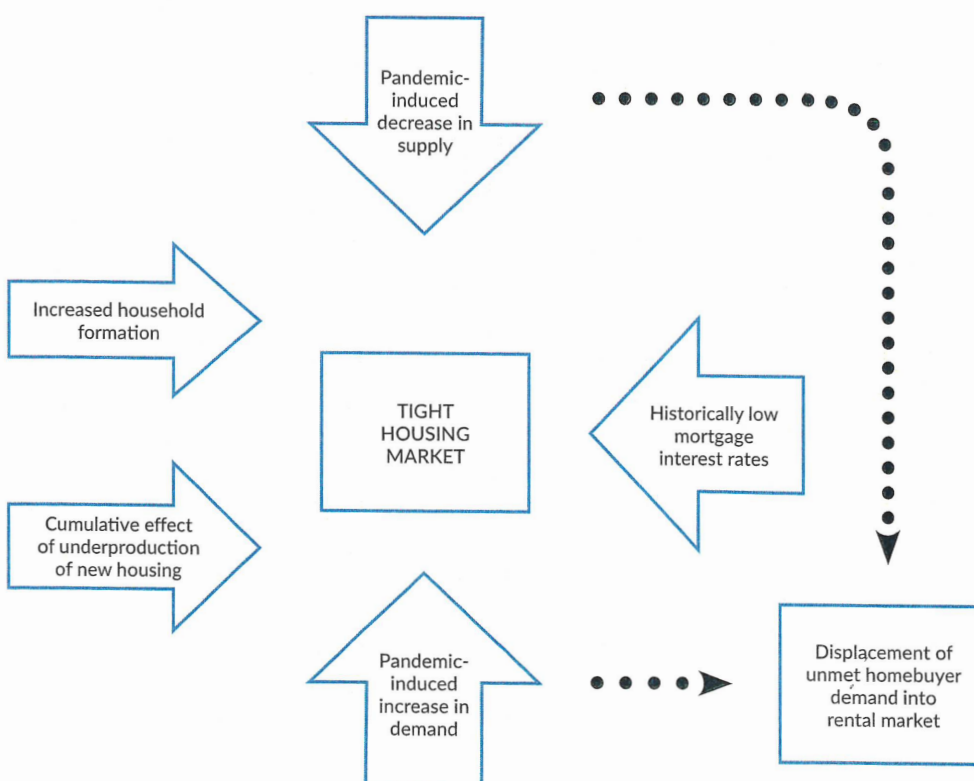 Pandemic-
induced
decrease in
supply
Increased household
formation
TIGHT
HOUSING
MARKET
Historically low
mortgage
interest rates
Cumulative effect
of underproduction
of new housing
Pandemic-
induced
increase in
demand
Displacement of
unmet homebuyer
demand into
rental market